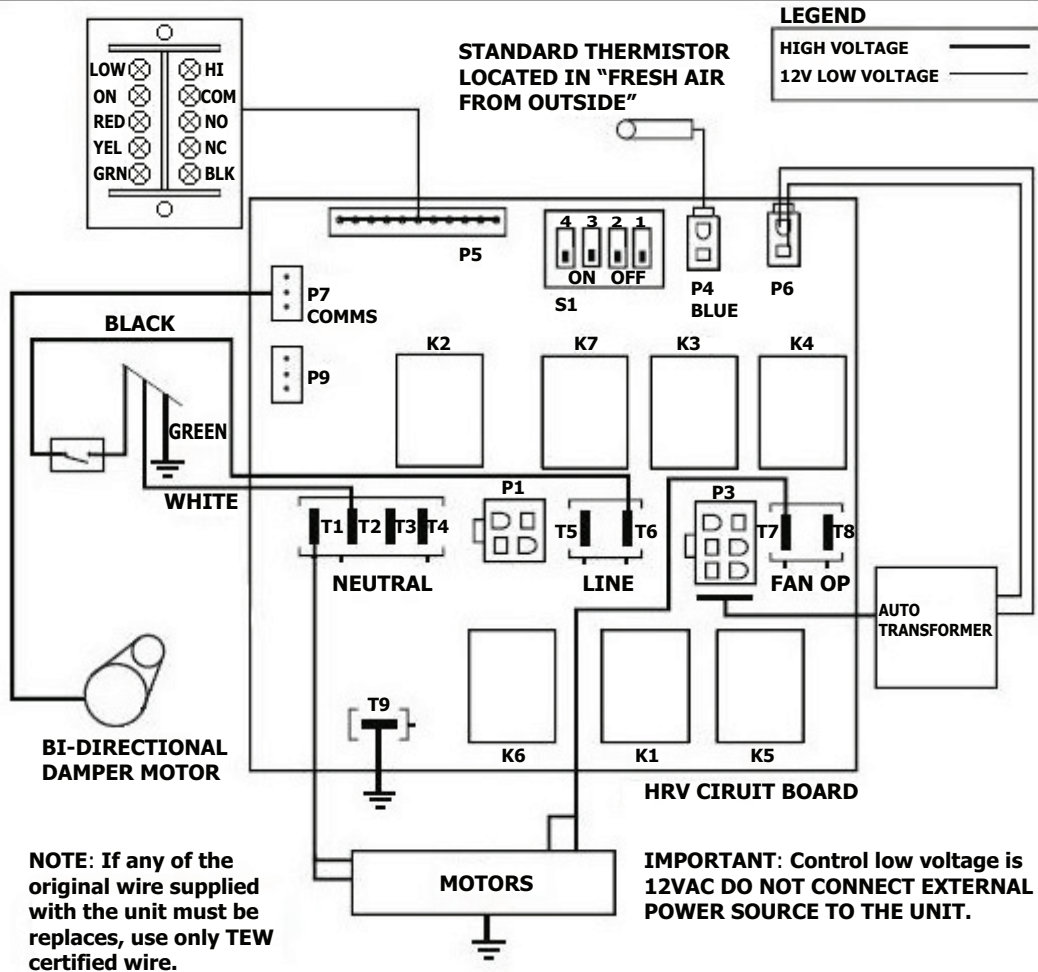 LEGEND
HIGH VOLTAGE
12V LOW VOLTAGE
STANDARD THERMISTOR
LOCATED IN “FRESH AIR
FROM OUTSIDE”
LOW HI
ON COM
RED NO
YEL NC
GRN BLK
P5
4 3 2 1
ON OFF
S1
P4
BLUE
P6
P7
COMMS
P9
BLACK
GREEN
WHITE
K2
K7
K3
K4
T1 T2 T3 T4
NEUTRAL
P1
T5 T6
LINE
P3
T7 T8
FAN OP
AUTO
TRANSFORMER
T9
K6
K1
K5
BI-DIRECTIONAL
DAMPER MOTOR
HRV CIRUIT BOARD
NOTE: If any of the
original wire supplied
with the unit must be
replaces, use only TEW
certified wire.
MOTORS
IMPORTANT: Control low voltage is
12VAC DO NOT CONNECT EXTERNAL
POWER SOURCE TO THE UNIT.